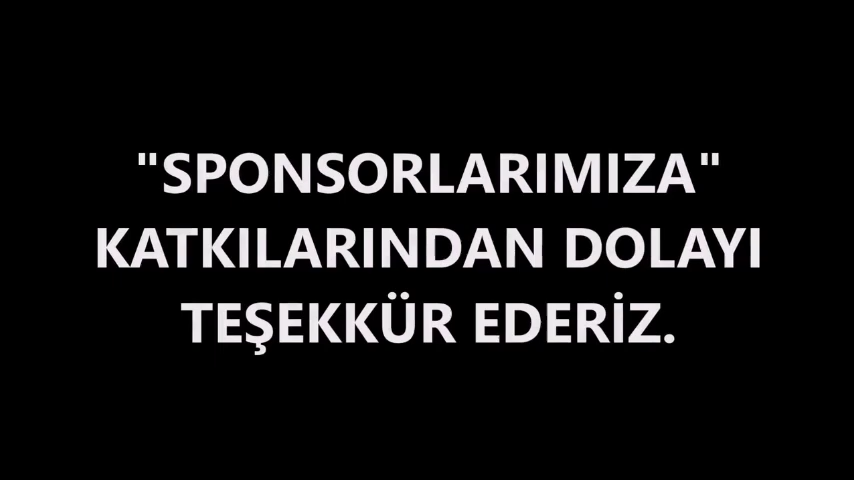 "SPONSORLARIMIZA"
KATKILARINDAN DOLAYI
TEŞEKKÜR EDERİZ.